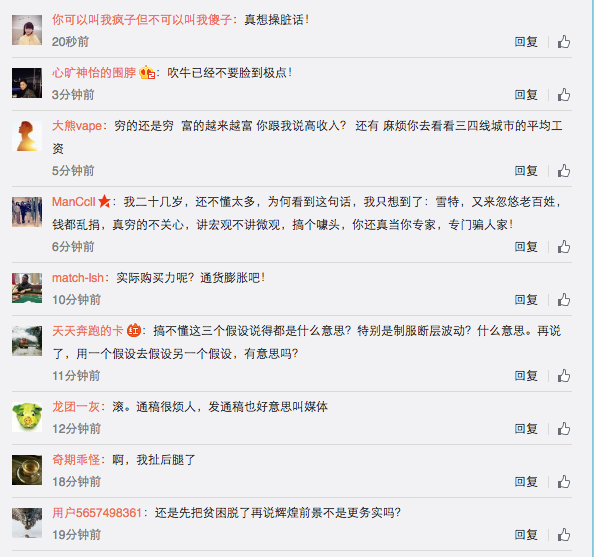 你可以叫我疯子但不可以叫我傻子：真想操脏话！
20秒前
回复
心旷神怡的围脖：吹牛已经不要脸到极点！
3分钟前
回复
大熊vape：穷的还是穷 富的越来越富 你跟我说高收入？ 还有 麻烦你去看看三四线城市的平均工
资
5分钟前
回复
ManCcll：我二十几岁，还不懂太多，为何看到这句话，我只想到了：雪特，又来忽悠老百姓，
钱都乱捐，真穷的不关心，讲宏观不讲微观，搞个噱头，你还真当你专家，专门骗人家！
6分钟前
回复
match-lsh：实际购买力呢？通货膨胀吧！
10分钟前
回复
天天奔跑的卡 红：搞不懂这三个假设说得都是什么意思？特别是制服断层波动？什么意思。再说
了，用一个假设去假设另一个假设，有意思吗？
11分钟前
回复
龙团一灰：滚。通稿很烦人，发通稿也好意思叫媒体
12分钟前
回复
奇期乖怪：啊，我扯后腿了
18分钟前
回复
用户5657498361：还是先把贫困脱了再说辉煌前景不是更务实吗？
19分钟前
回复